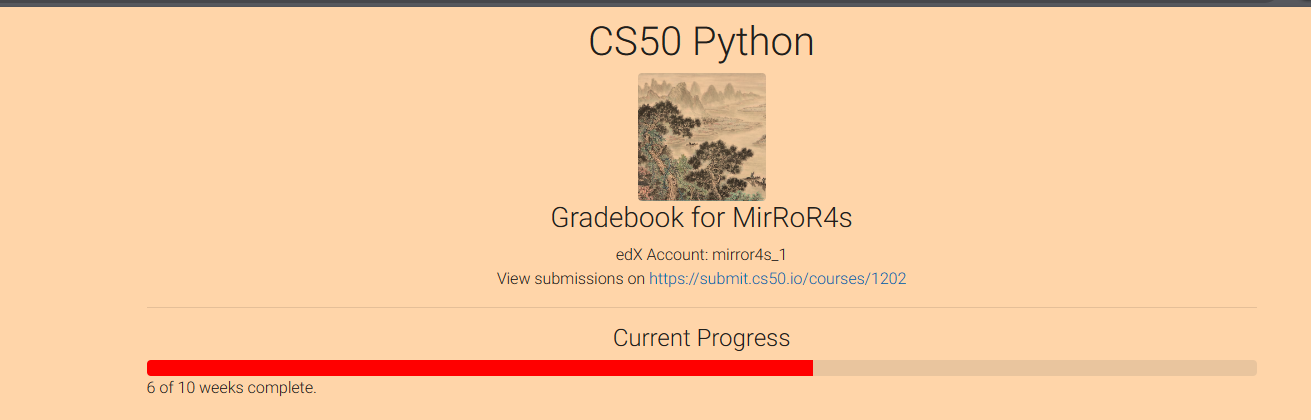 CS50 Python
Gradebook for MirRoR4s
edX Account: mirror4s_1
View submissions on https://submit.cs50.io/courses/1202
Current Progress
6 of 10 weeks complete.